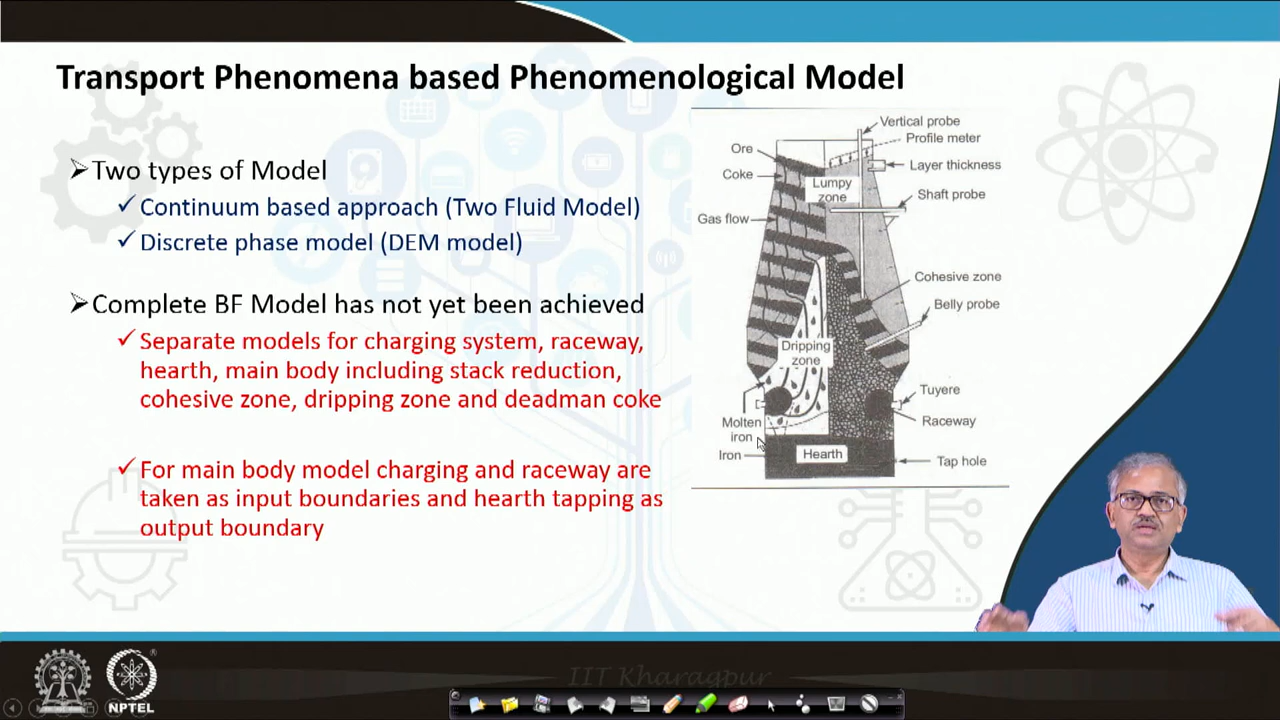 Transport Phenomena based Phenomenological Model
Two types of Model
Continuum based approach (Two Fluid Model)
Discrete phase model (DEM model)
Complete BF Model has not yet been achieved
Separate models for charging system, raceway,
hearth, main body including stack reduction,
cohesive zone, dripping zone and deadman coke
For main body model charging and raceway are
taken as input boundaries and hearth tapping as
output boundary
Vertical probe
Profile meter
Ore
Layer thickness
Coke
Lumpy
zone
Shaft probe
Gas flow
Cohesive zone
Belly probe
Dripping
zone
Tuyere
Molten
iron
Raceway
Iron
Hearth
Tap hole
IIT Kharagpur
NPTEL